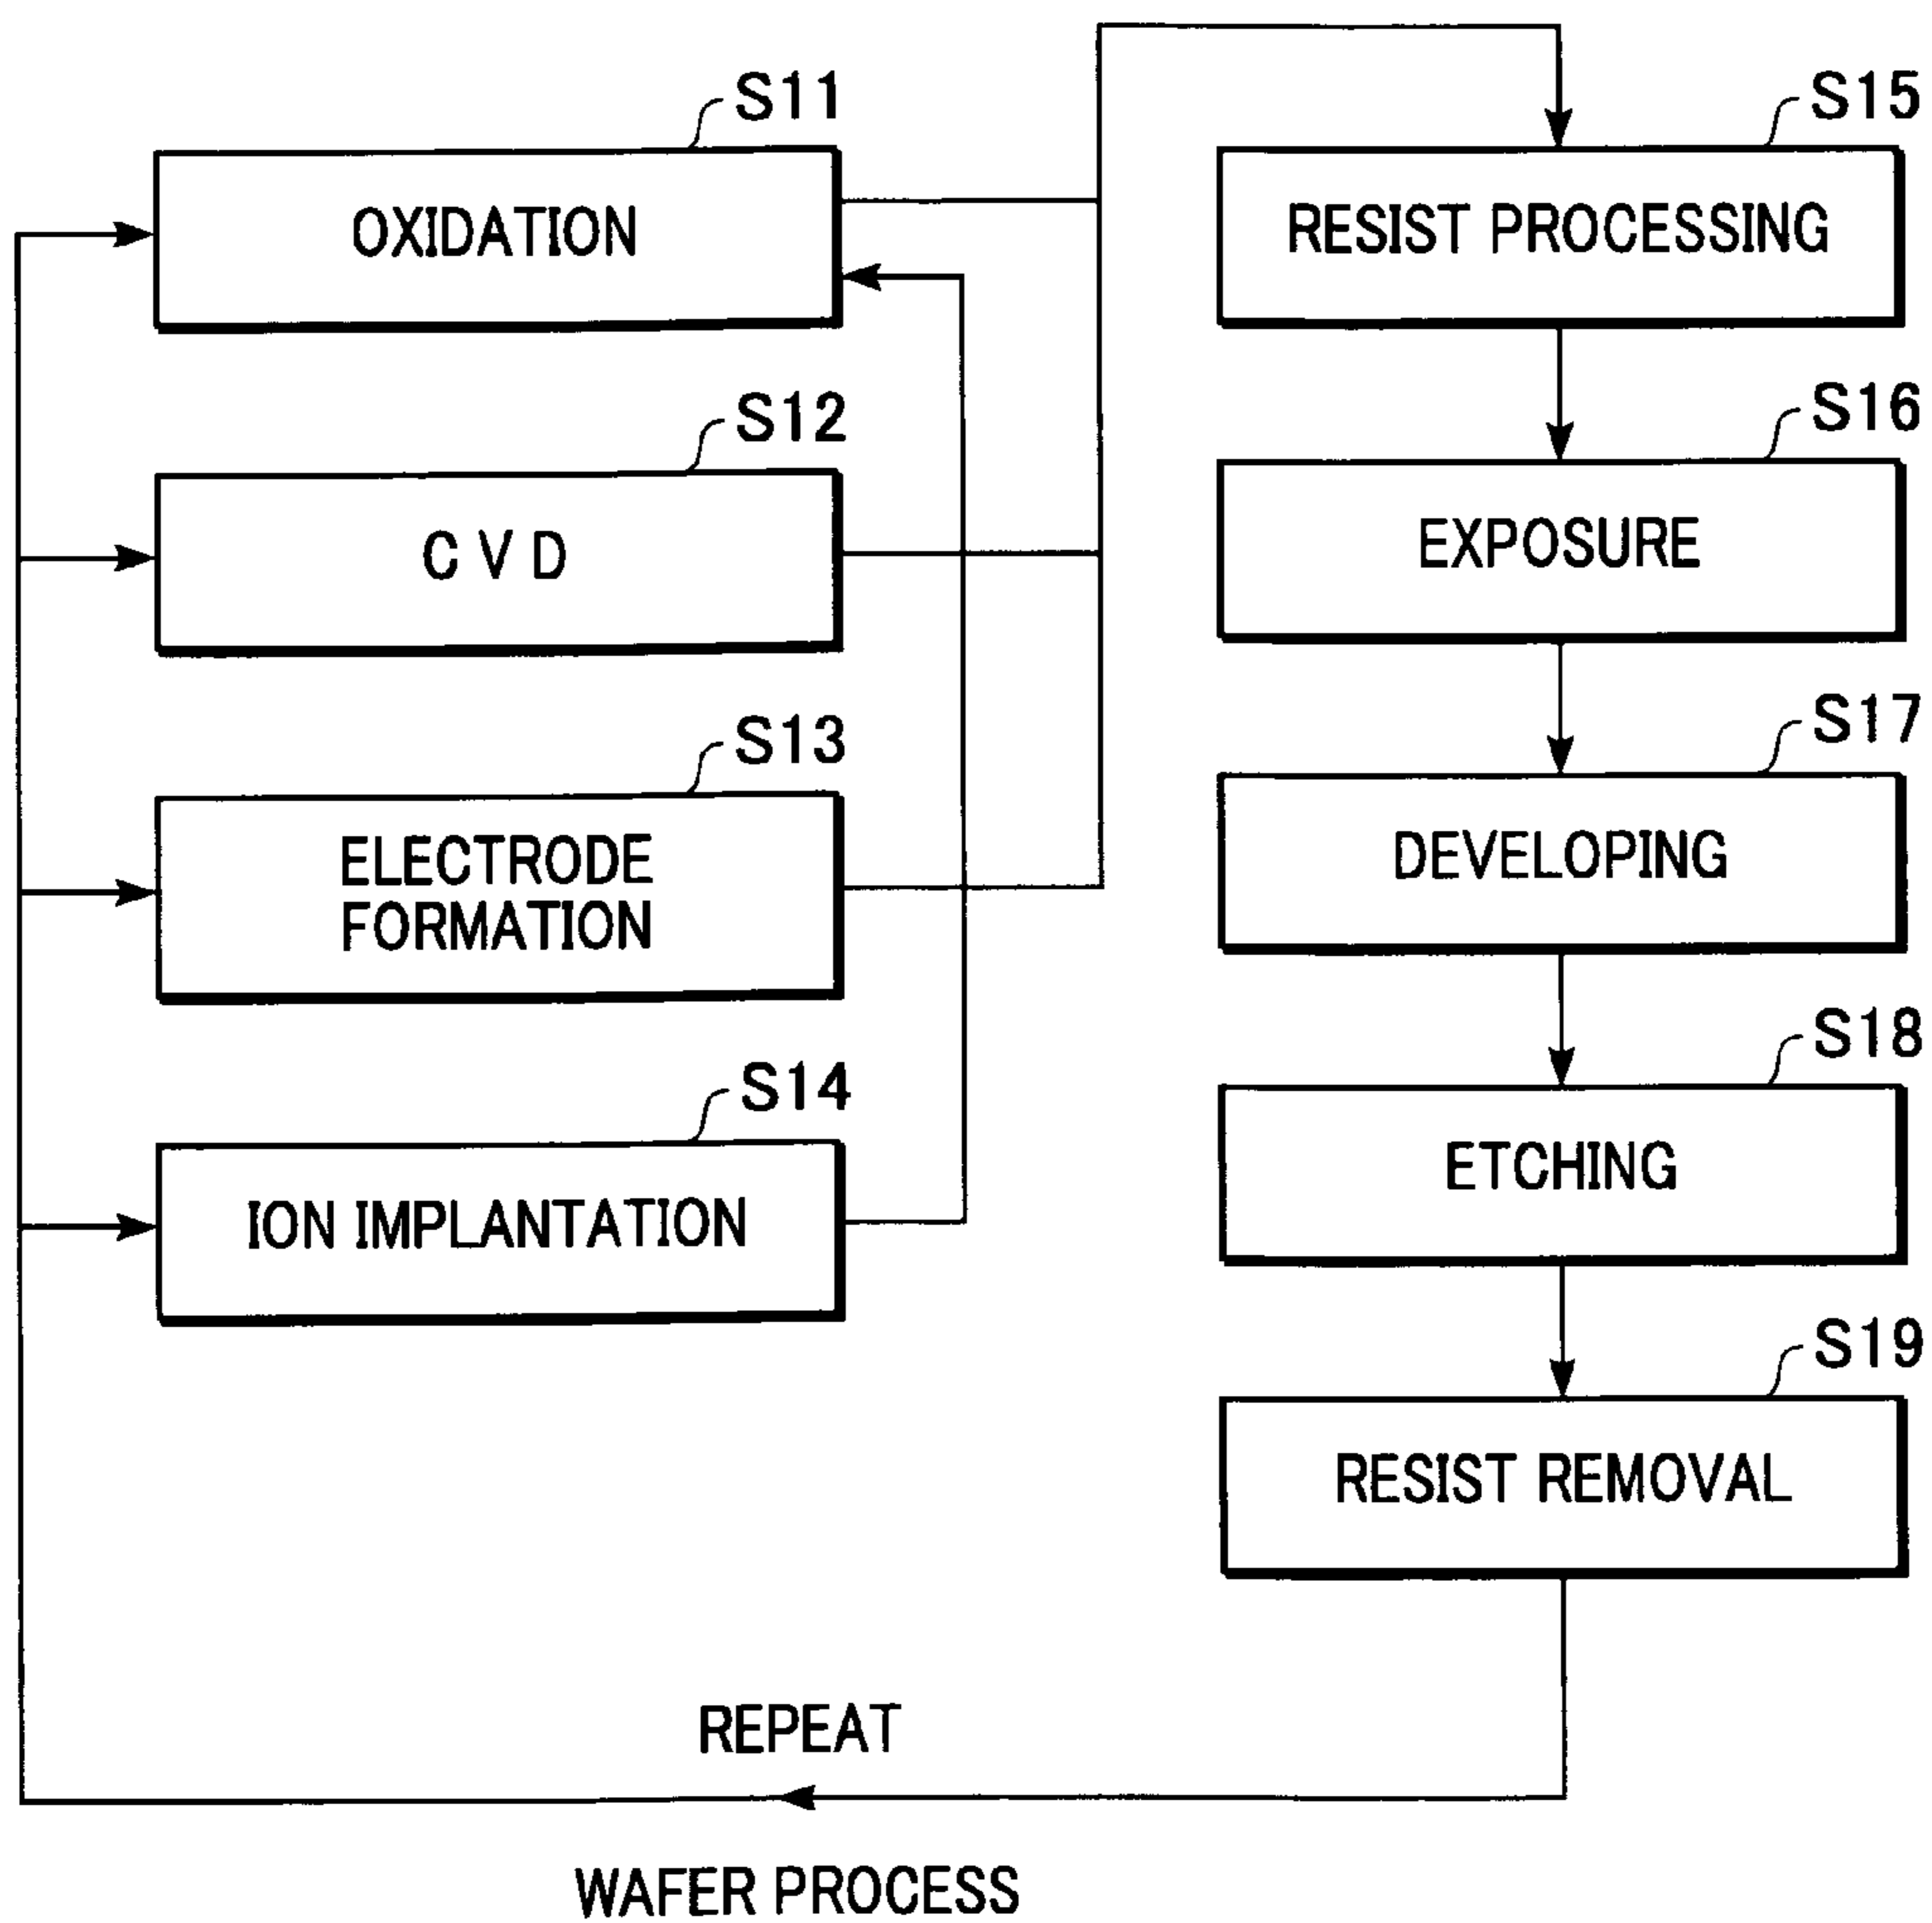 S11
OXIDATION
S12
C V D
S13
ELECTRODE
FORMATION
S14
ION IMPLANTATION
S15
RESIST PROCESSING
S16
EXPOSURE
S17
DEVELOPING
S18
ETCHING
S19
RESIST REMOVAL
REPEAT
WAFER PROCESS